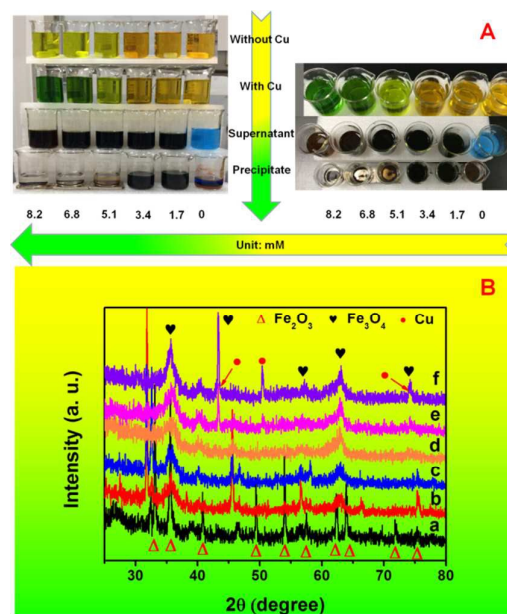 A
Without Cu
With Cu
Supernatant
Precipitate
8.2 6.8 5.1 3.4 1.7 0
8.2 6.8 5.1 3.4 1.7 0
Unit: mM
B
Δ Fe₂O₃ ♥ Fe₃O₄ • Cu
f
e
d
c
b
a
Intensity (a. u.)
30 40 50 60 70 80
2θ (degree)